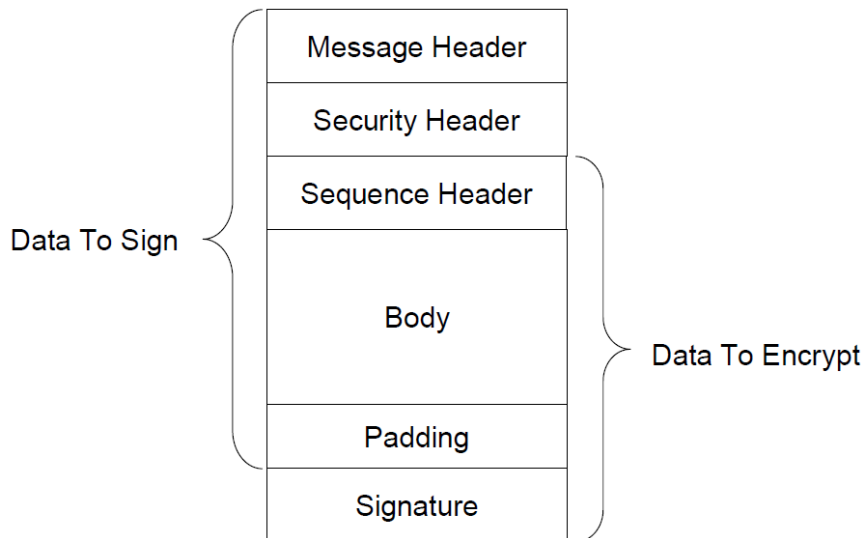 Message Header
Security Header
Sequence Header
Data To Sign
Body
Data To Encrypt
Padding
Signature